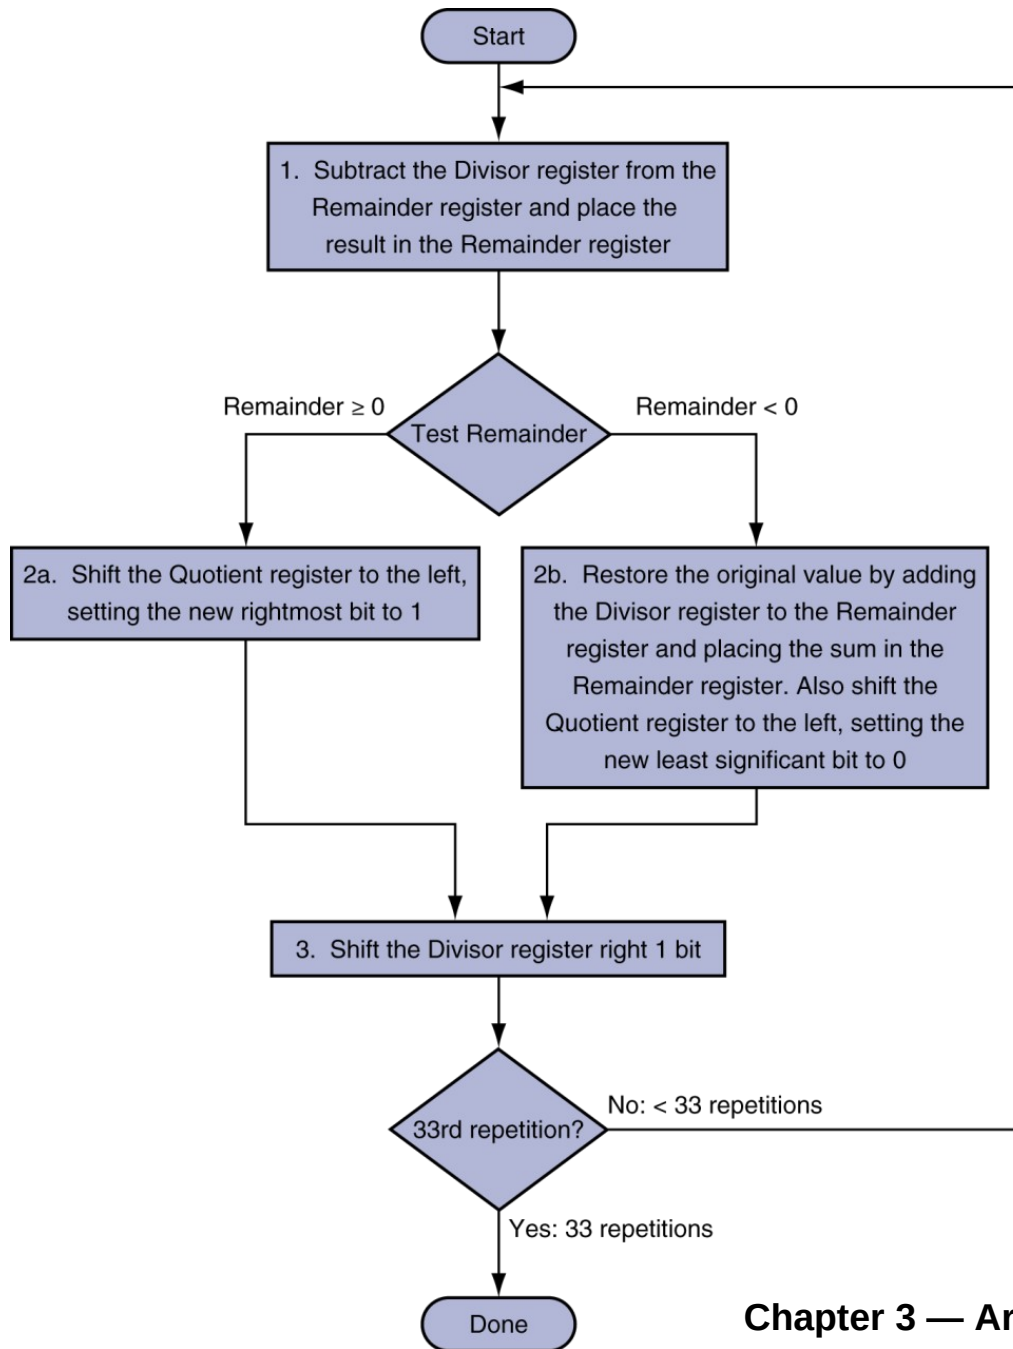 Start
1. Subtract the Divisor register from the
Remainder register and place the
result in the Remainder register
Remainder ≥ 0
Remainder < 0
Test Remainder
2a. Shift the Quotient register to the left,
setting the new rightmost bit to 1
2b. Restore the original value by adding
the Divisor register to the Remainder
register and placing the sum in the
Remainder register. Also shift the
Quotient register to the left, setting the
new least significant bit to 0
3. Shift the Divisor register right 1 bit
No: < 33 repetitions
33rd repetition?
Yes: 33 repetitions
Done
Chapter 3 — Ar